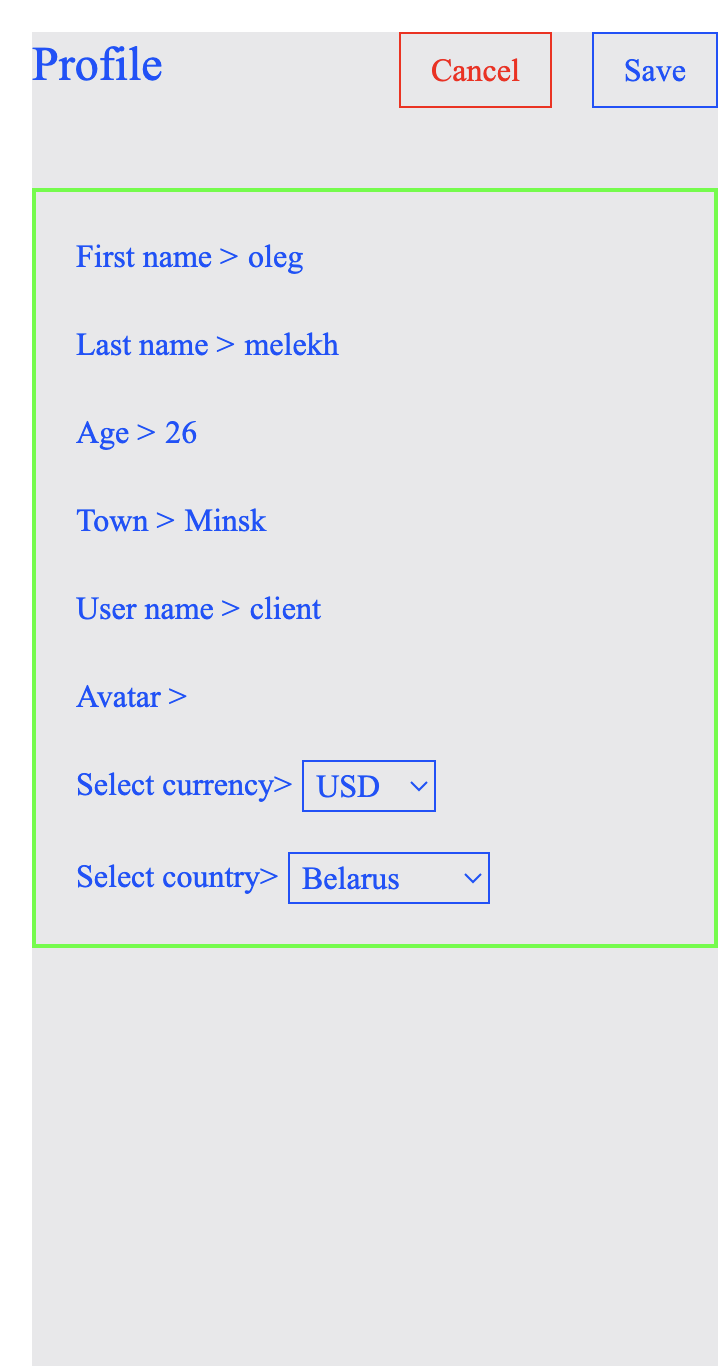 Profile Cancel Save
First name > oleg
Last name > melekh
Age > 26
Town > Minsk
User name > client
Avatar >
Select currency> USD
Select country> Belarus